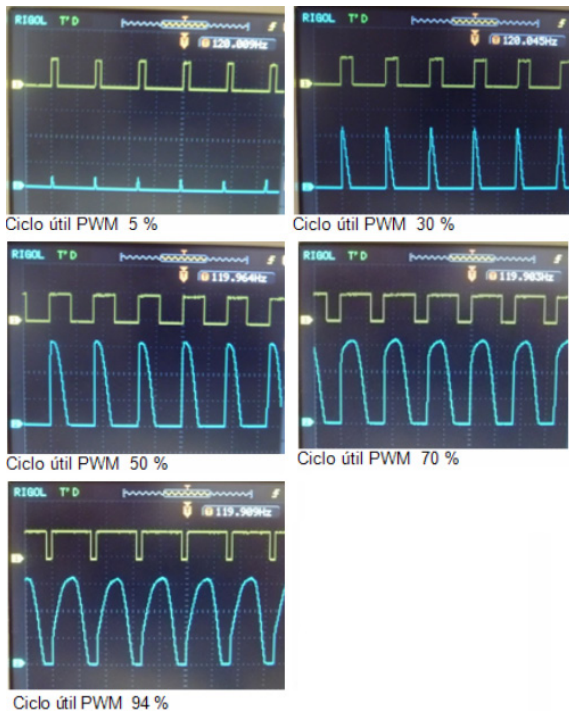 RIGOL T'D
120.009Hz
Ciclo útil PWM 5 %
RIGOL T'D
120.045Hz
Ciclo útil PWM 30 %
RIGOL T'D
119.964Hz
Ciclo útil PWM 50 %
RIGOL T'D
119.903Hz
Ciclo útil PWM 70 %
RIGOL T'D
119.909Hz
Ciclo útil PWM 94 %